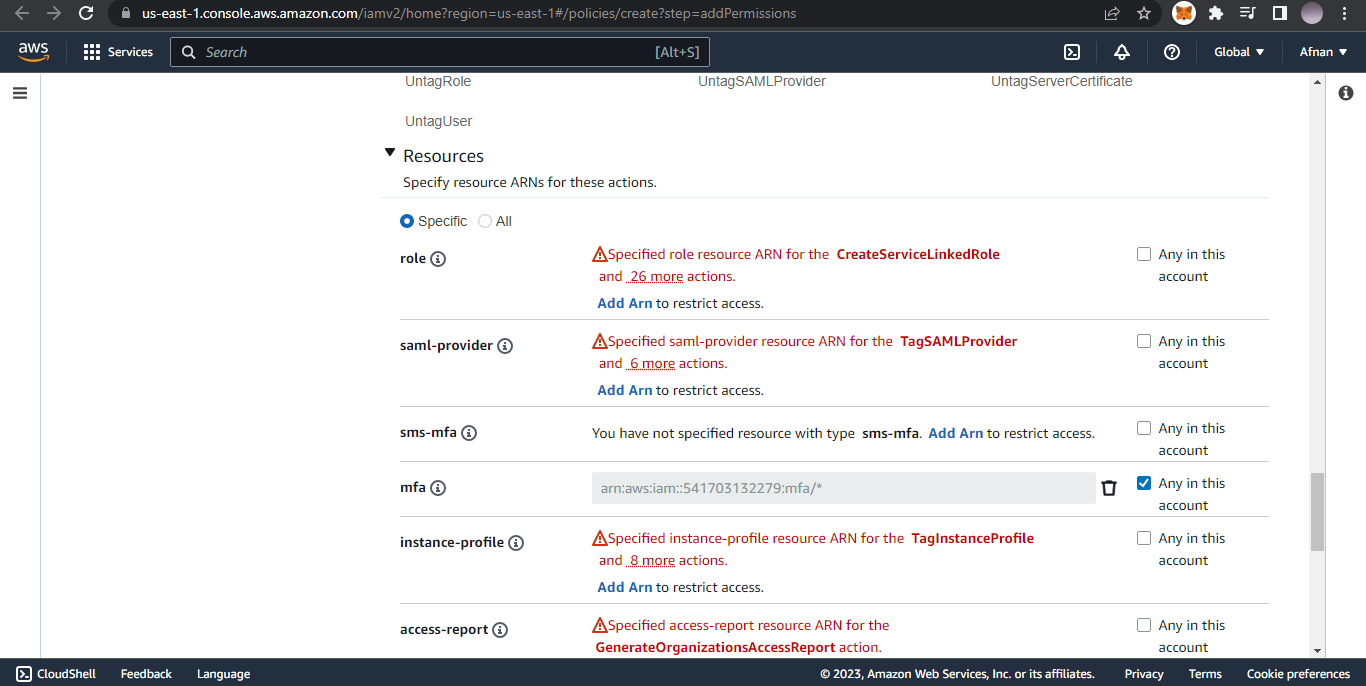 us-east-1.console.aws.amazon.com/iamv2/home?region=us-east-1#/policies/create?step=addPermissions
aws Services Search [Alt+S] Global Afnan
UntagRole UntagSAMLProvider UntagServerCertificate
UntagUser
Resources
Specify resource ARNs for these actions.
Specific All
role Specified role resource ARN for the CreateServiceLinkedRole Any in this
and 26 more actions. account
Add Arn to restrict access.
saml-provider Specified saml-provider resource ARN for the TagSAMLProvider Any in this
and 6 more actions. account
Add Arn to restrict access.
sms-mfa You have not specified resource with type sms-mfa. Add Arn to restrict access. Any in this
account
mfa arn:aws:iam::541703132279:mfa/* Any in this
account
instance-profile Specified instance-profile resource ARN for the TagInstanceProfile Any in this
and 8 more actions. account
Add Arn to restrict access.
access-report Specified access-report resource ARN for the Any in this
GenerateOrganizationsAccessReport action. account
CloudShell Feedback Language © 2023, Amazon Web Services, Inc. or its affiliates. Privacy Terms Cookie preferences